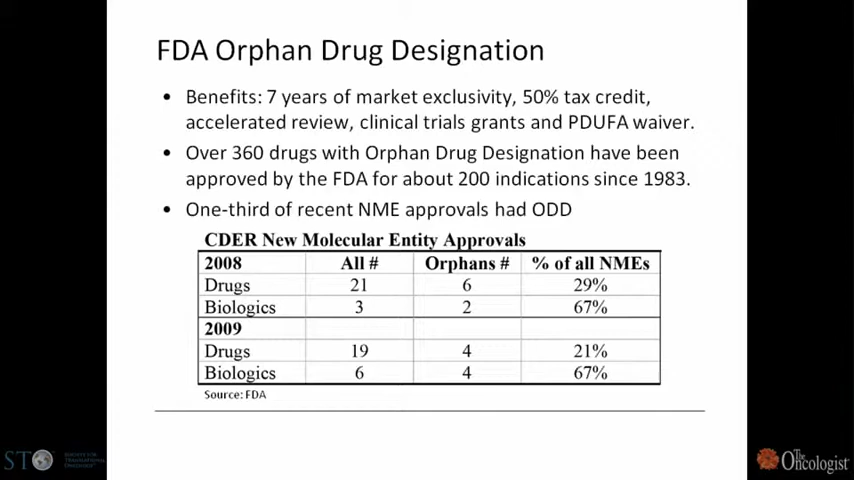 FDA Orphan Drug Designation
• Benefits: 7 years of market exclusivity, 50% tax credit,
accelerated review, clinical trials grants and PDUFA waiver.
• Over 360 drugs with Orphan Drug Designation have been
approved by the FDA for about 200 indications since 1983.
• One-third of recent NME approvals had ODD
CDER New Molecular Entity Approvals
2008 All # Orphans # % of all NMEs
Drugs 21 6 29%
Biologics 3 2 67%
2009
Drugs 19 4 21%
Biologics 6 4 67%
Source: FDA
STO
The
Oncologist